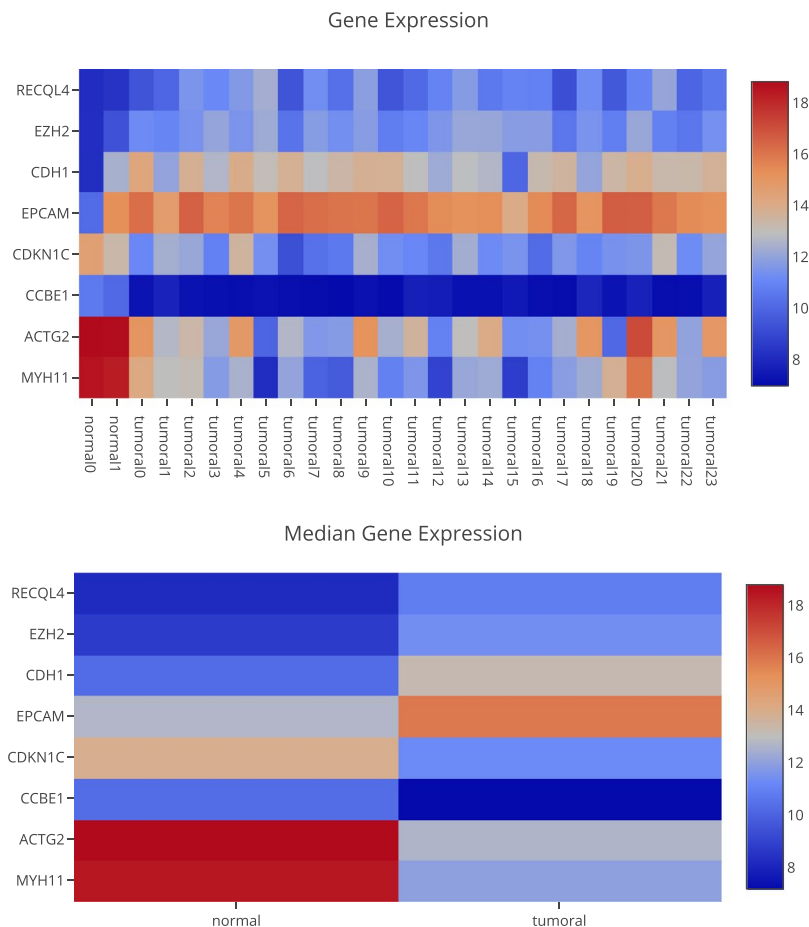 Gene Expression
RECQL4
EZH2
CDH1
EPCAM
CDKN1C
CCBE1
ACTG2
MYH11
18
16
14
12
10
8
normal0 normal1 tumoral0 tumoral1 tumoral2 tumoral3 tumoral4 tumoral5 tumoral6 tumoral7 tumoral8 tumoral9 tumoral10 tumoral11 tumoral12 tumoral13 tumoral14 tumoral15 tumoral16 tumoral17 tumoral18 tumoral19 tumoral20 tumoral21 tumoral22 tumoral23
Median Gene Expression
RECQL4
EZH2
CDH1
EPCAM
CDKN1C
CCBE1
ACTG2
MYH11
18
16
14
12
10
8
normal tumoral